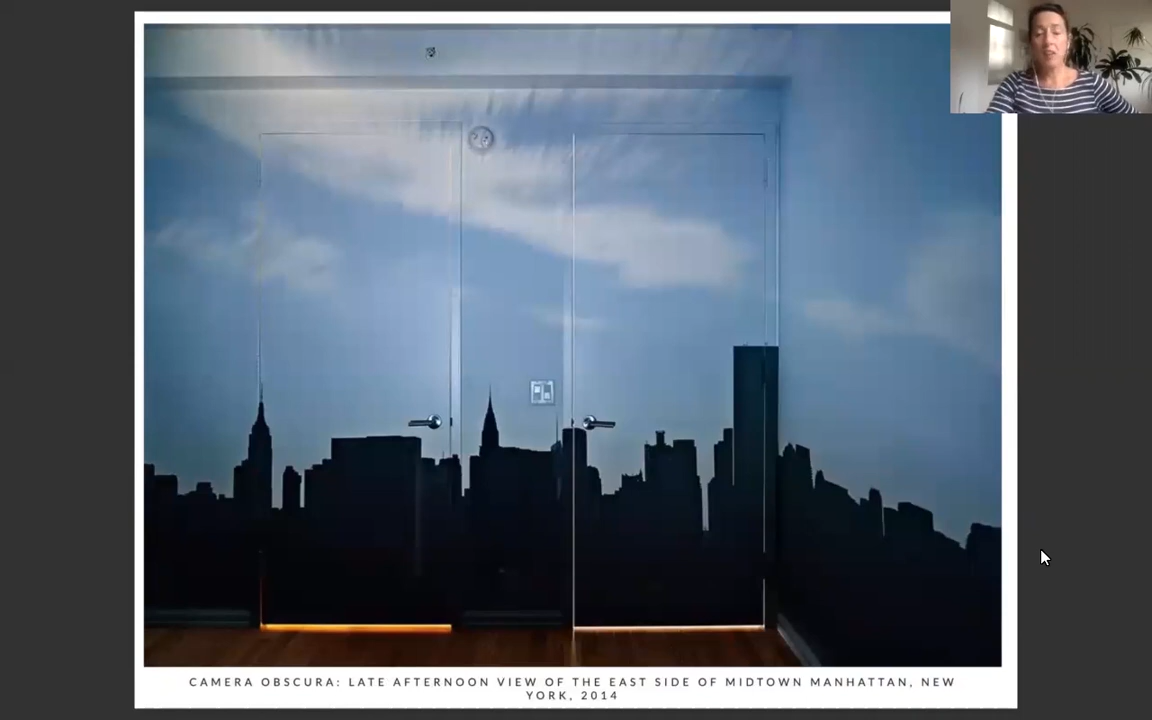 CAMERA OBSCURA: LATE AFTERNOON VIEW OF THE EAST SIDE OF MIDTOWN MANHATTAN, NEW
YORK, 2014